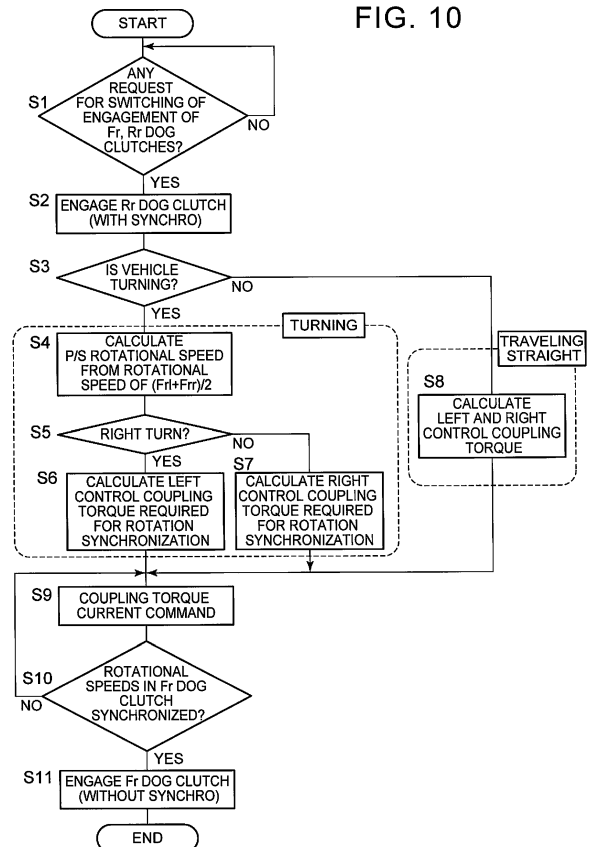 FIG. 10
START
S1
ANY
REQUEST
FOR SWITCHING OF
ENGAGEMENT OF
Fr, Rr DOG
CLUTCHES?
NO
YES
S2
ENGAGE Rr DOG CLUTCH
(WITH SYNCHRO)
S3
IS VEHICLE
TURNING?
NO
YES
TURNING
S4
CALCULATE
P/S ROTATIONAL SPEED
FROM ROTATIONAL
SPEED OF (Frl+Frr)/2
TRAVELING
STRAIGHT
S8
CALCULATE
LEFT AND RIGHT
CONTROL COUPLING
TORQUE
S5
RIGHT TURN?
NO
YES
S6
CALCULATE LEFT
CONTROL COUPLING
TORQUE REQUIRED
FOR ROTATION
SYNCHRONIZATION
S7
CALCULATE RIGHT
CONTROL COUPLING
TORQUE REQUIRED
FOR ROTATION
SYNCHRONIZATION
S9
COUPLING TORQUE
CURRENT COMMAND
S10
ROTATIONAL
SPEEDS IN Fr DOG
CLUTCH
SYNCHRONIZED?
NO
YES
S11
ENGAGE Fr DOG CLUTCH
(WITHOUT SYNCHRO)
END